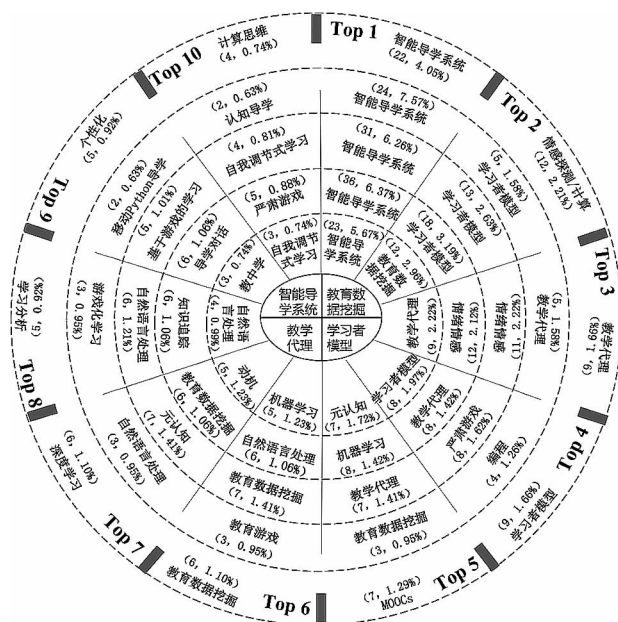 Top 1
智能导学系统
(22, 4.05%)
(24, 7.57%)
智能导学系统
(31, 6.26%)
智能导学系统
(36, 6.37%)
智能导学系统
(23, 5.67%)
智能导
学系统
Top 2
情感探测/计算
(12, 2.21%)
(5, 1.58%)
学习者模型
(13, 2.63%)
学习者模型
(18, 3.19%)
学习者模型
(12, 2.96%)
教育数
据挖掘
Top 3
教学代理
(9, 1.66%)
(5, 1.58%)
教学代理
(11, 2.22%)
情绪情感
(12, 2.12%)
情绪情感
(9, 2.22%)
教学代理
Top 4
(9, 1.66%)
学习者模型
编程
(4, 1.26%)
严肃游戏
(8, 1.62%)
教学代理
(8, 1.42%)
学习者模型
(8, 1.97%)
Top 5
(7, 1.29%)
MOOCs
教育数据挖掘
(3, 0.95%)
教学代理
(7, 1.41%)
机器学习
(8, 1.42%)
元认知
(7, 1.72%)
Top 6
(6, 1.10%)
教育数据挖掘
教育游戏
(3, 0.95%)
教育数据挖掘
(7, 1.41%)
自然语言处理
(6, 1.06%)
机器学习
(5, 1.23%)
Top 7
(6, 1.10%)
深度学习
自然语言处理
(3, 0.95%)
元认知
(7, 1.41%)
教育数据挖掘
(6, 1.06%)
动机
(5, 1.23%)
Top 8
学习分析
(5, 0.92%)
游戏化学习
(3, 0.95%)
自然语言处理
(6, 1.21%)
知识追踪
(6, 1.06%)
自然语
言处理
(4, 0.96%)
Top 9
个性化
(5, 0.92%)
(2, 0.63%)
移动Python导学
(5, 1.01%)
基于游戏的学习
(6, 1.06%)
导学对话
(3, 0.74%)
教中学
Top 10
计算思维
(4, 0.74%)
(2, 0.63%)
认知导学
(4, 0.81%)
自我调节式学习
(5, 0.88%)
严肃游戏
(3, 0.74%)
自我调节
式学习
智能导
学系统
教育数
据挖掘
教学
代理
学习者
模型